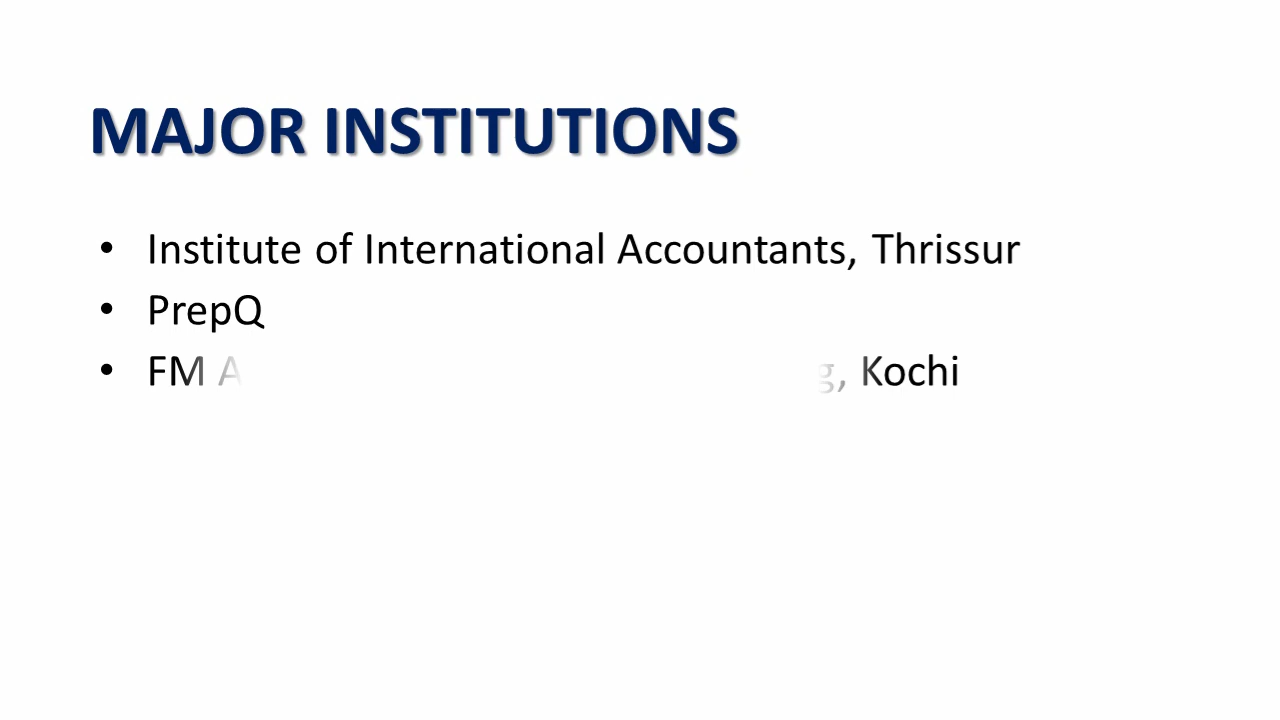 MAJOR INSTITUTIONS
• Institute of International Accountants, Thrissur
• PrepQ
• FM , Kochi